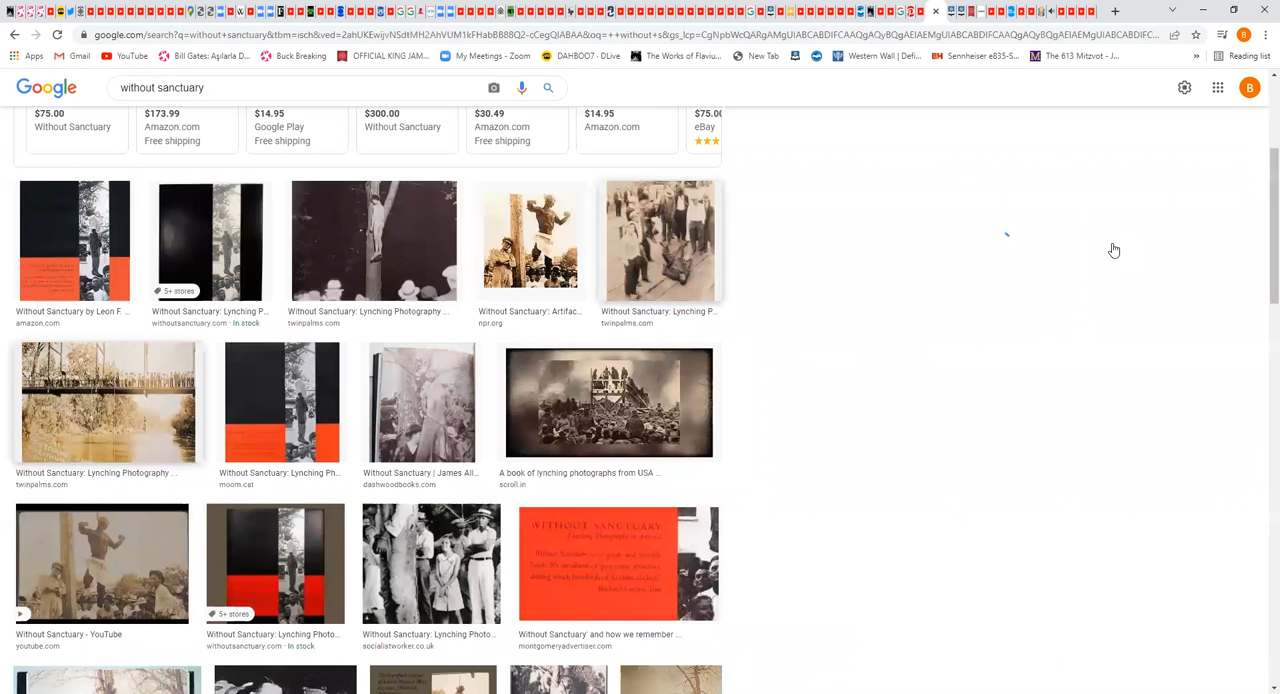 google.com/search?q=without+sanctuary&tbm=isch&ved=2ahUKEwijvNSdtMH2AhVUM1kFHabBB88Q2-cCegQIABAA&oq=++without+s&gs_lcp=
Apps Gmail YouTube Bill Gates: Aşılarla D... Buck Breaking OFFICIAL KING JAM... My Meetings - Zoom DAHBOO7 · DLive The Works of Flaviu... New Tab Western Wall | Defi... Sennheiser e835-S... The 613 Mitzvot - J... » Reading list
Google without sanctuary B
$75.00 $173.99 $14.95 $300.00 $30.49 $14.95 $75.00
Without Sanctuary Amazon.com Google Play Without Sanctuary Amazon.com Amazon.com eBay
Free shipping Free shipping Free shipping
5+ stores
Without Sanctuary by Leon F. ... Without Sanctuary: Lynching P... Without Sanctuary: Lynching Photography ... Without Sanctuary': Artifac... Without Sanctuary: Lynching P...
amazon.com withoutsanctuary.com · In stock twinpalms.com npr.org twinpalms.com
Without Sanctuary: Lynching Photography ... Without Sanctuary: Lynching Ph... Without Sanctuary | James All... A book of lynching photographs from USA ...
twinpalms.com moom.cat dashwoodbooks.com scroll.in
WITHOUT SANCTUARY
Lynching Photography in America
5+ stores
Without Sanctuary - YouTube Without Sanctuary: Lynching Photo... Without Sanctuary: Lynching Photo... Without Sanctuary' and how we remember ...
youtube.com withoutsanctuary.com · In stock socialistworker.co.uk montgomeryadvertiser.com